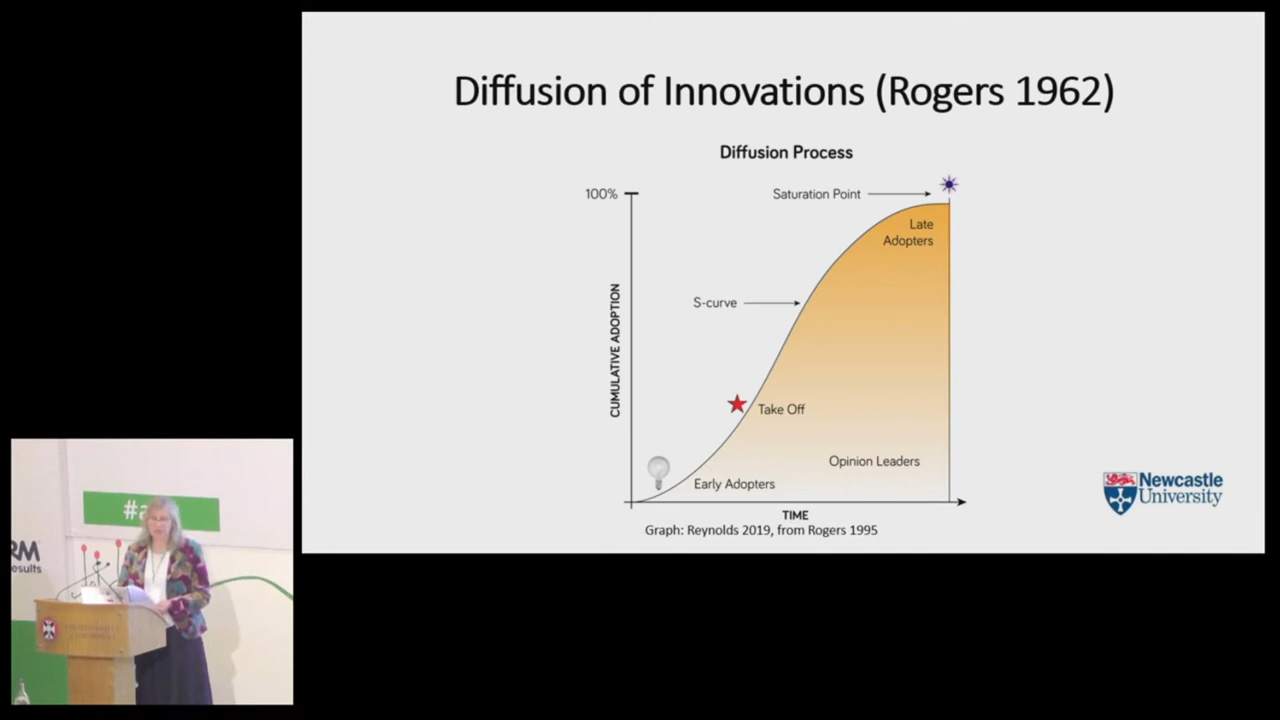 Diffusion of Innovations (Rogers 1962)
Diffusion Process
100%
Saturation Point
Late
Adopters
S-curve
CUMULATIVE ADOPTION
Take Off
Opinion Leaders
Early Adopters
TIME
Graph: Reynolds 2019, from Rogers 1995
Newcastle
University
#a
RM
esults